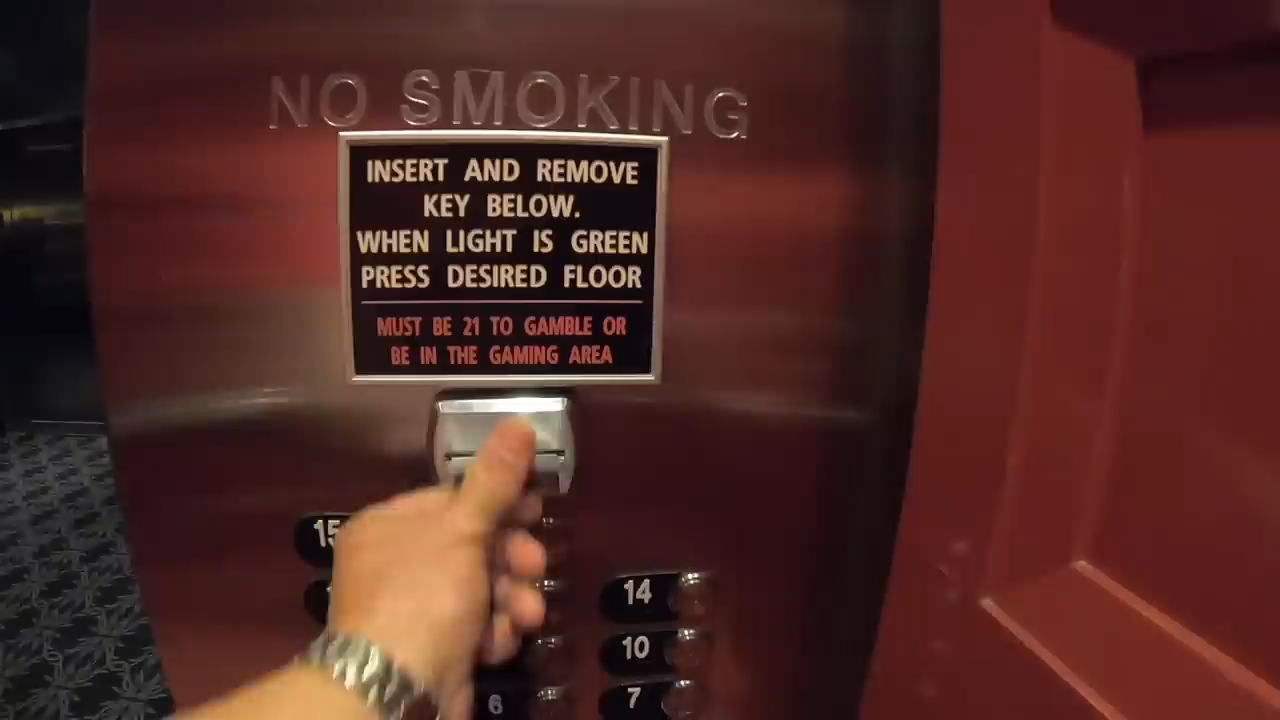 NO SMOKING
INSERT AND REMOVE
KEY BELOW.
WHEN LIGHT IS GREEN
PRESS DESIRED FLOOR
MUST BE 21 TO GAMBLE OR
BE IN THE GAMING AREA
15
14
10
6
7